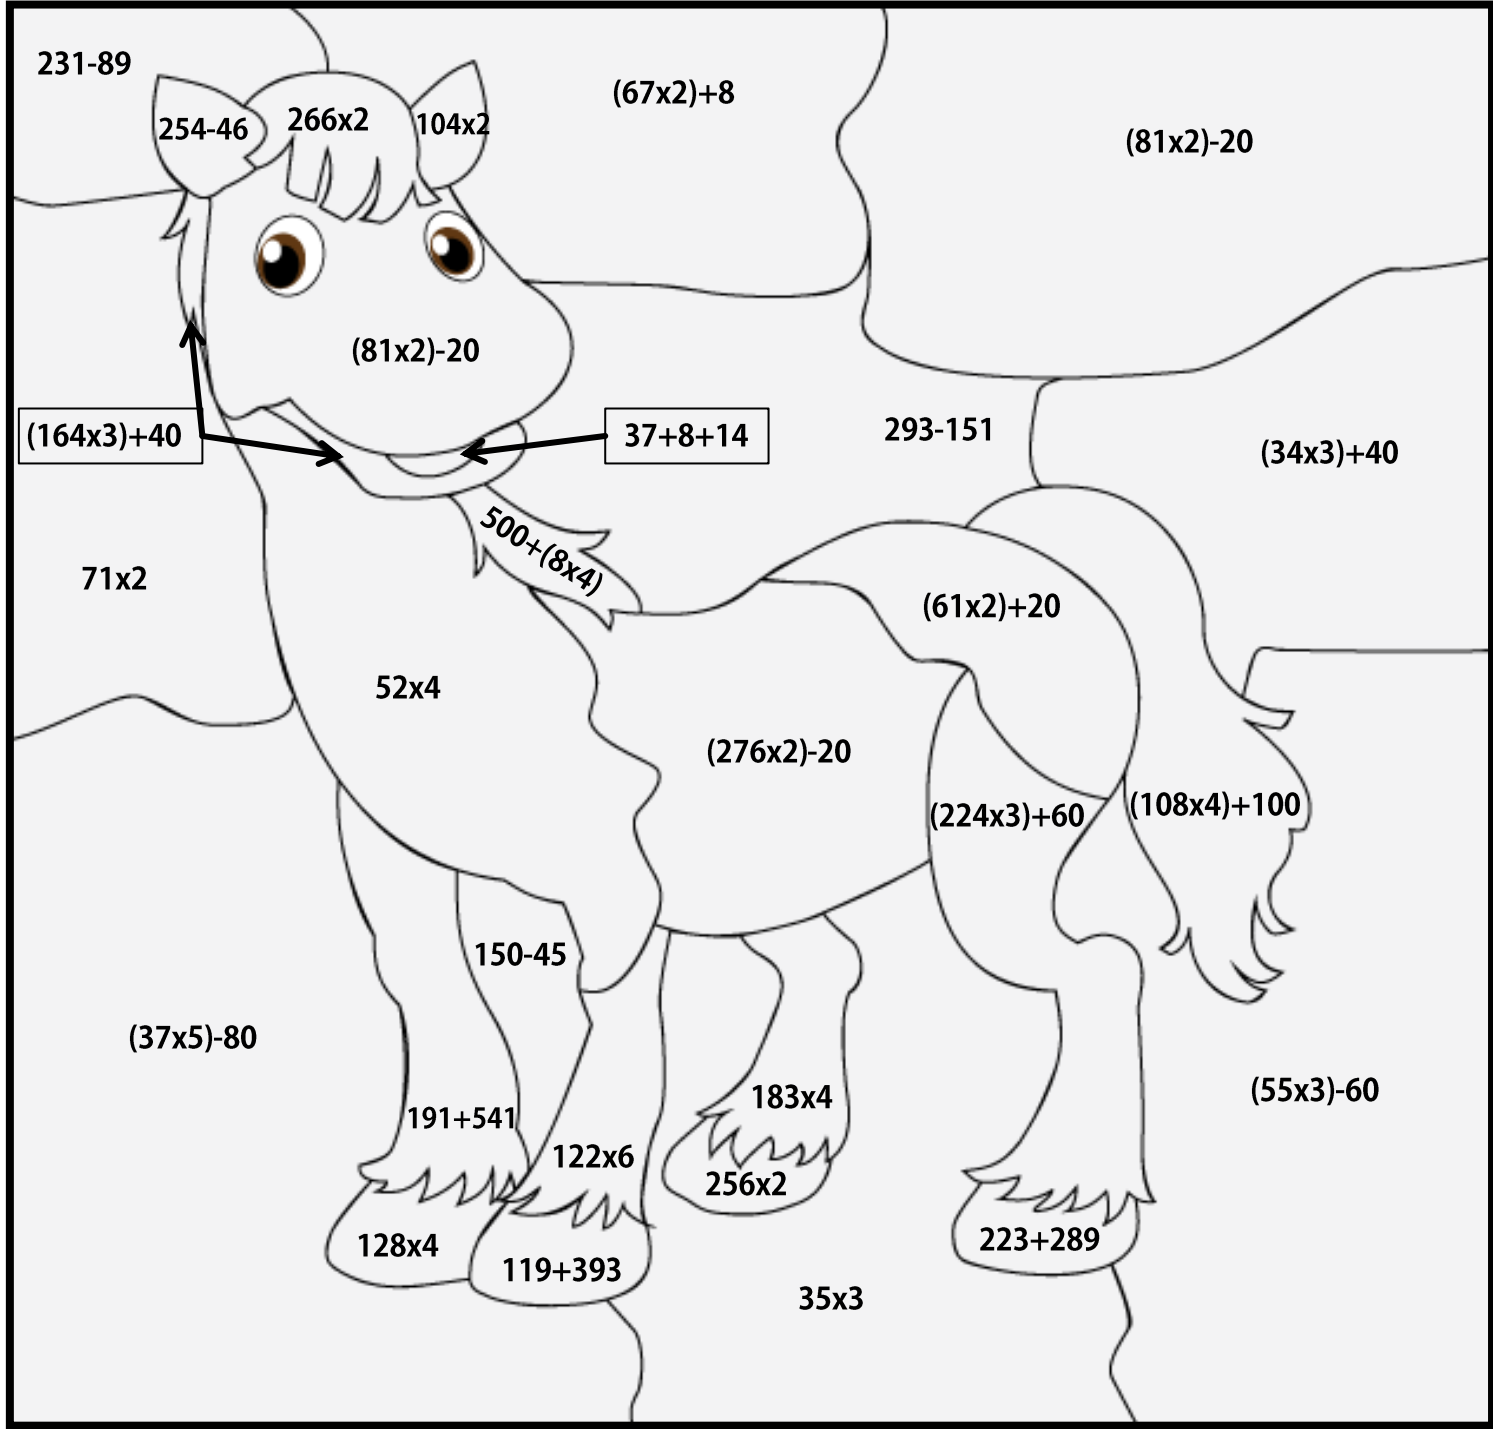 231-89
(67x2)+8
254-46
266x2
104x2
(81x2)-20
(81x2)-20
(164x3)+40
37+8+14
293-151
(34x3)+40
500+(8x4)
71x2
(61x2)+20
52x4
(276x2)-20
(224x3)+60
(108x4)+100
150-45
(37x5)-80
(55x3)-60
183x4
191+541
122x6
256x2
128x4
223+289
119+393
35x3